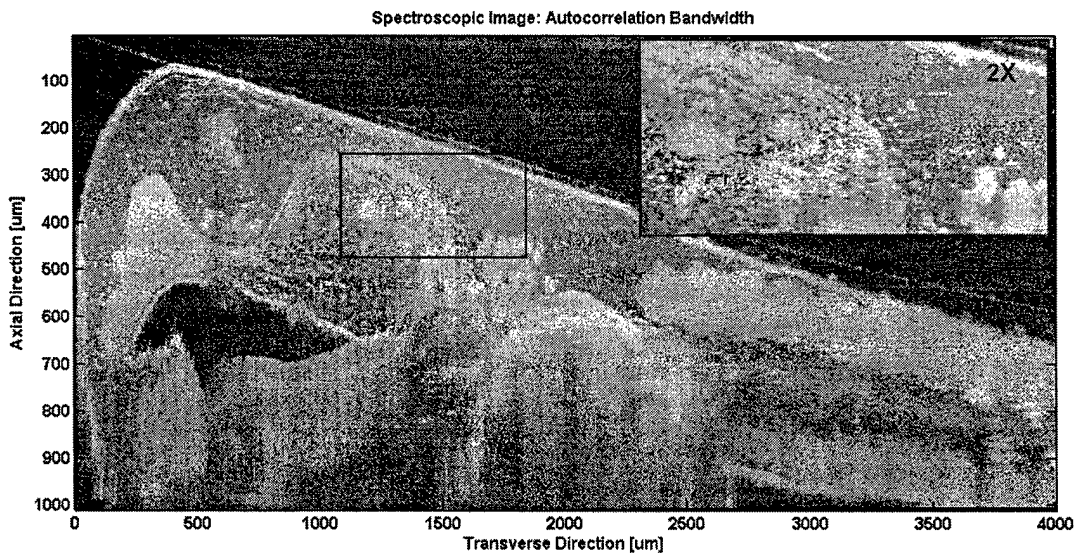 Spectroscopic Image: Autocorrelation Bandwidth
2X
100
200
300
400
500
600
700
800
900
1000
Axial Direction [um]
0 500 1000 1500 2000 2500 3000 3500 4000
Transverse Direction [um]